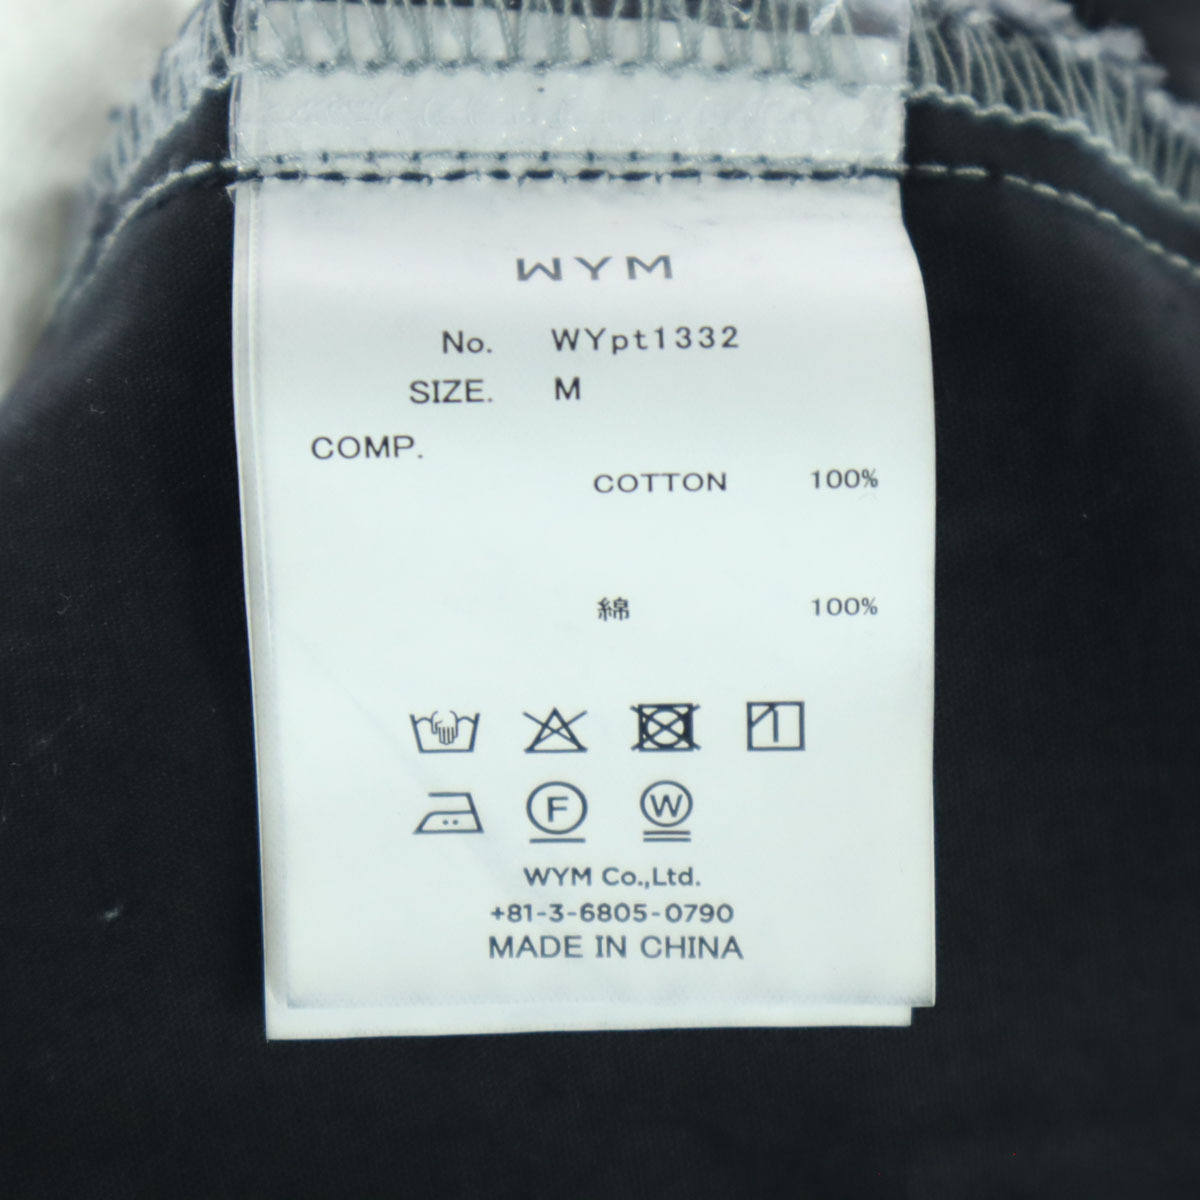 WYM
No. WYpt1332
SIZE. M
COMP.
COTTON 100%
綿 100%
F W
WYM Co.,Ltd.
+81-3-6805-0790
MADE IN CHINA